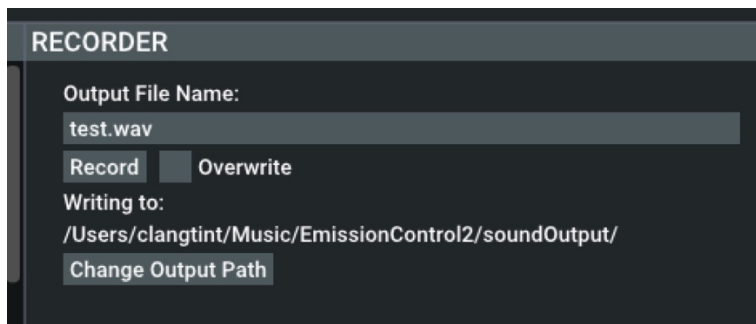 RECORDER
Output File Name:
test.wav
Record Overwrite
Writing to:
/Users/clangtint/Music/EmissionControl2/soundOutput/
Change Output Path